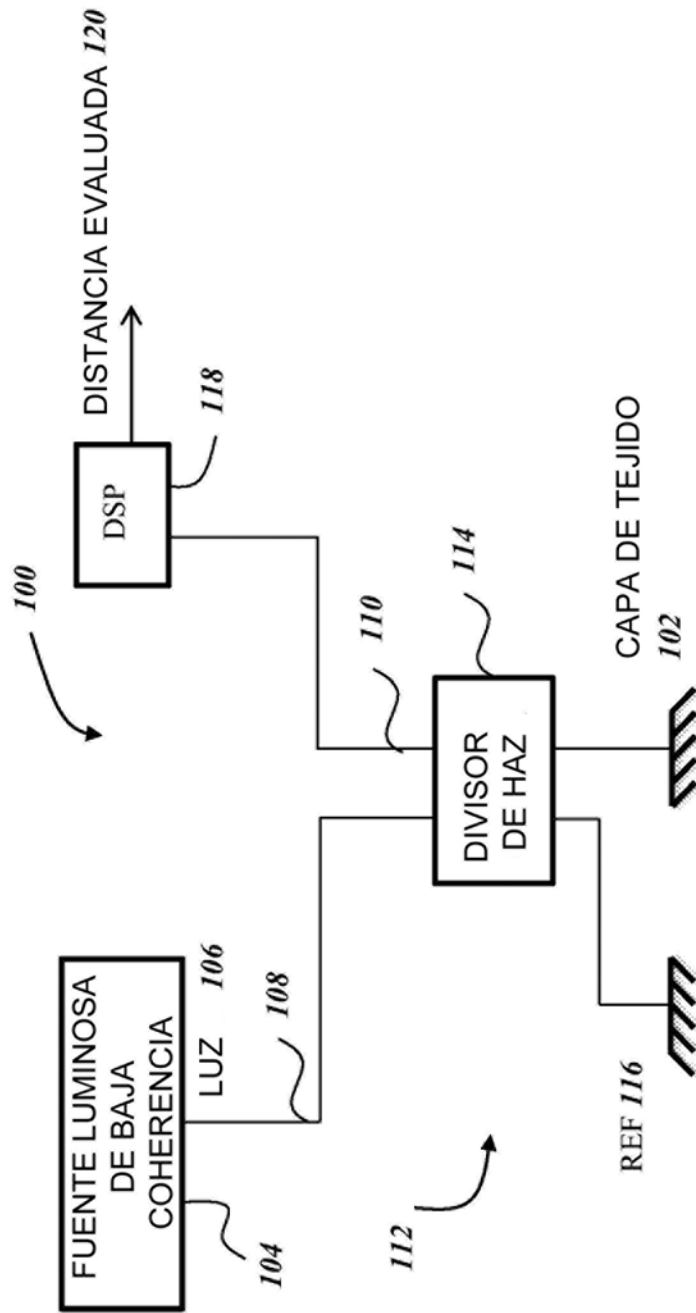 FUENTE LUMINOSA
DE BAJA
COHERENCIA
104
LUZ 106
108
100
DSP
118
DISTANCIA EVALUADA 120
110
112
DIVISOR
DE HAZ
114
REF 116
CAPA DE TEJIDO
102